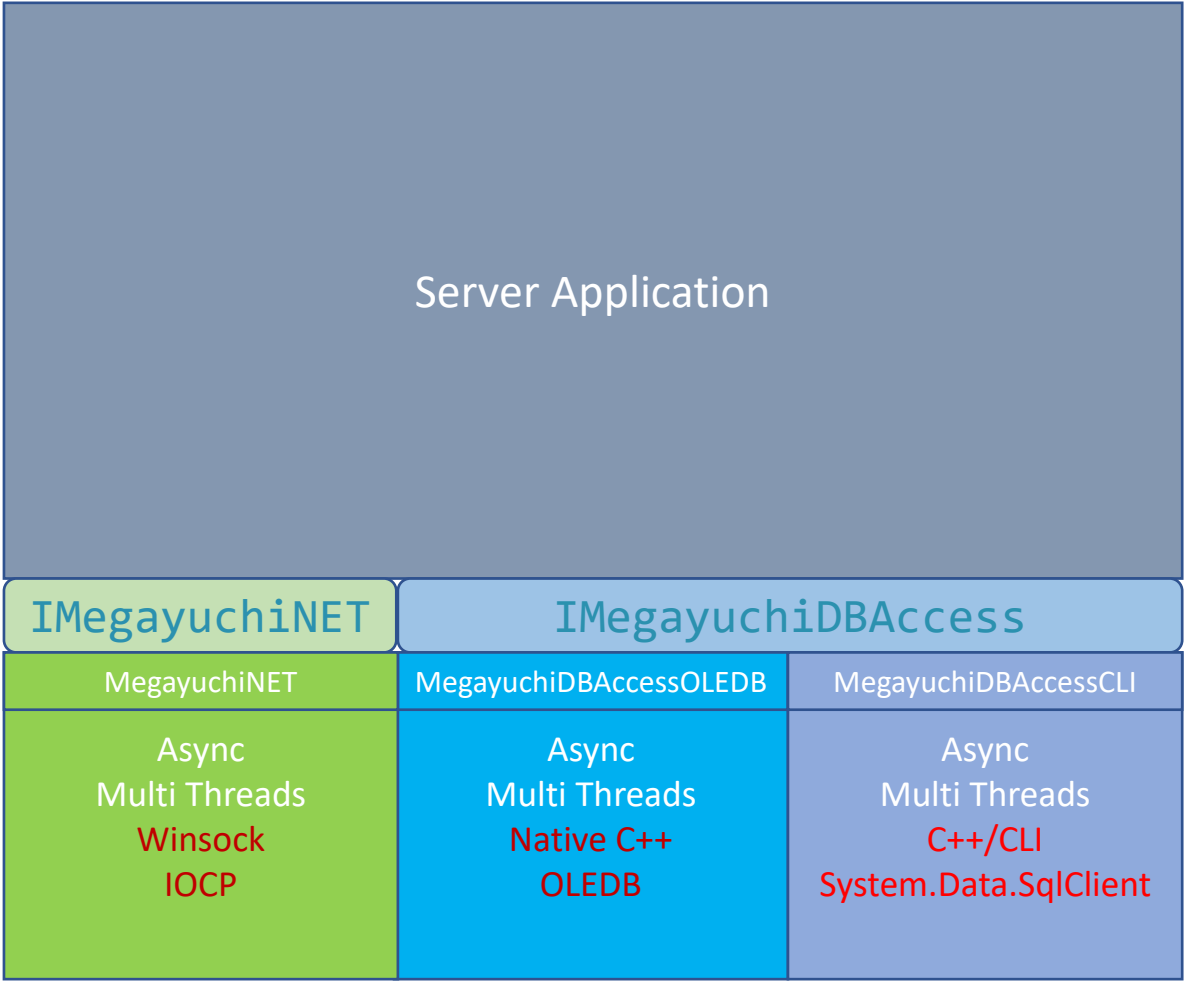 Server Application
IMegayuchiNET
IMegayuchiDBAccess
MegayuchiNET
MegayuchiDBAccessOLEDB
MegayuchiDBAccessCLI
Async
Multi Threads
Winsock
IOCP
Async
Multi Threads
Native C++
OLEDB
Async
Multi Threads
C++/CLI
System.Data.SqlClient